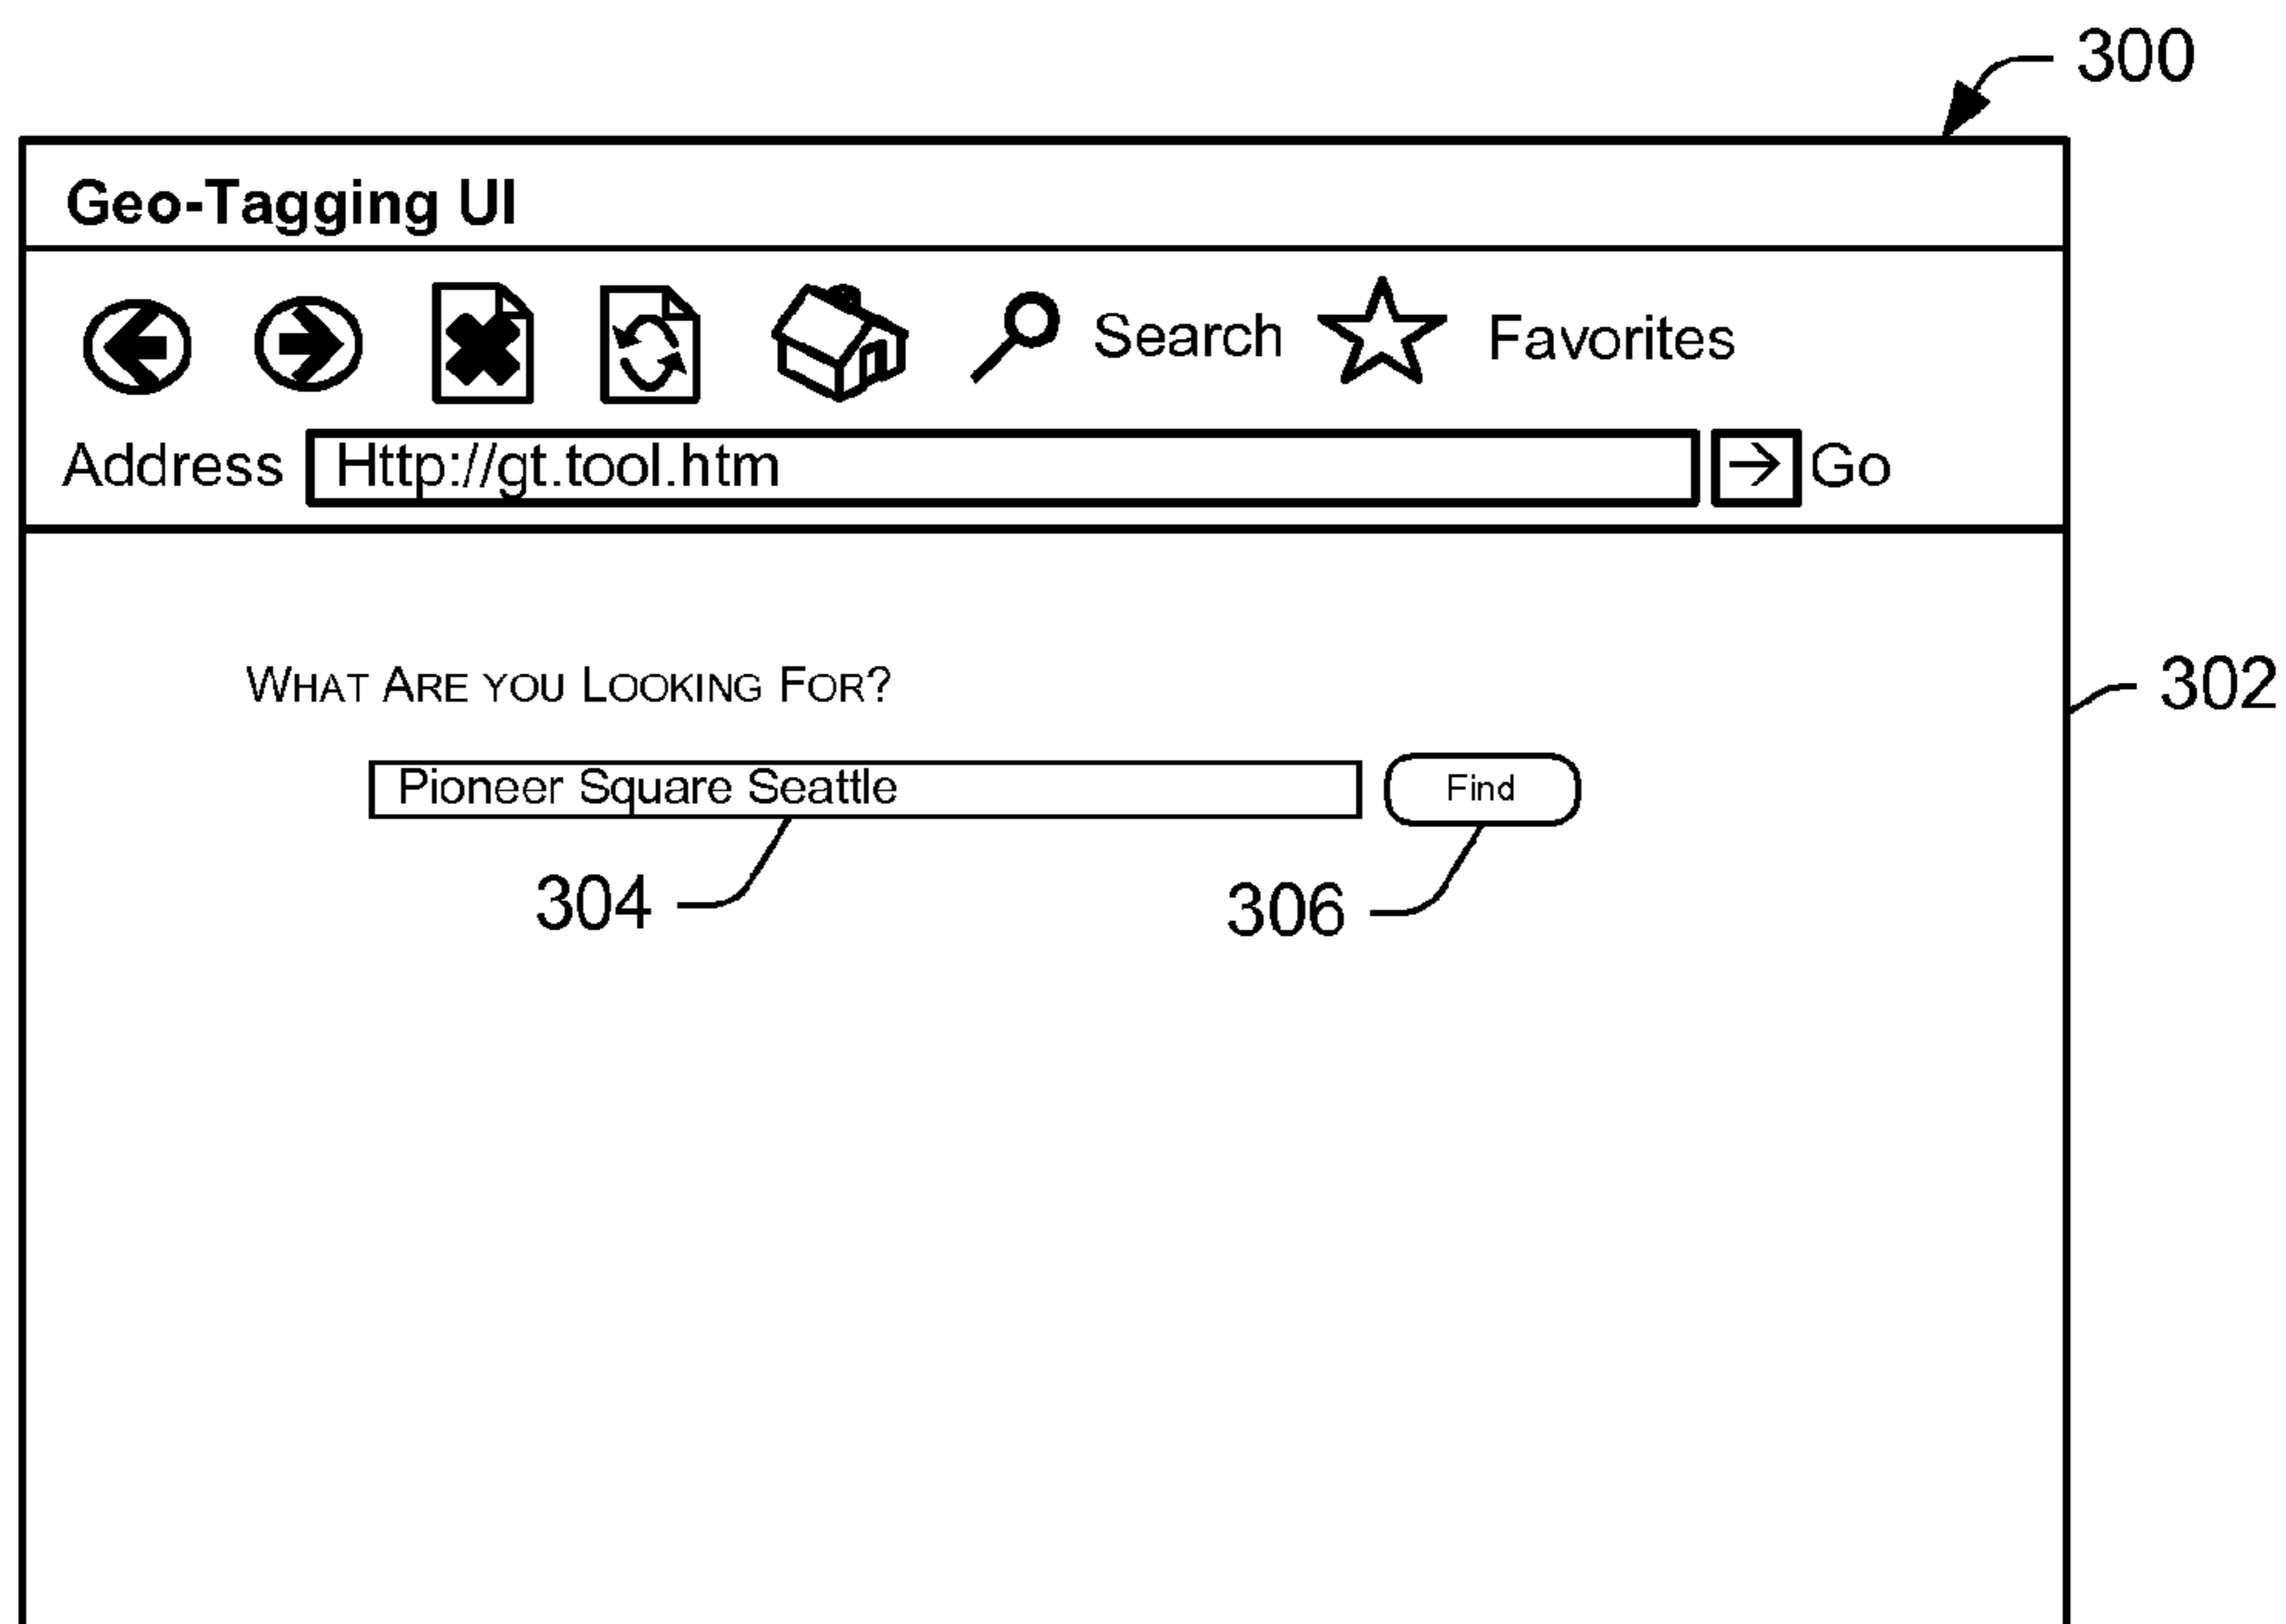 300
Geo-Tagging UI
Search Favorites
Address Http://gt.tool.htm Go
WHAT ARE YOU LOOKING FOR?
302
Pioneer Square Seattle Find
304 306